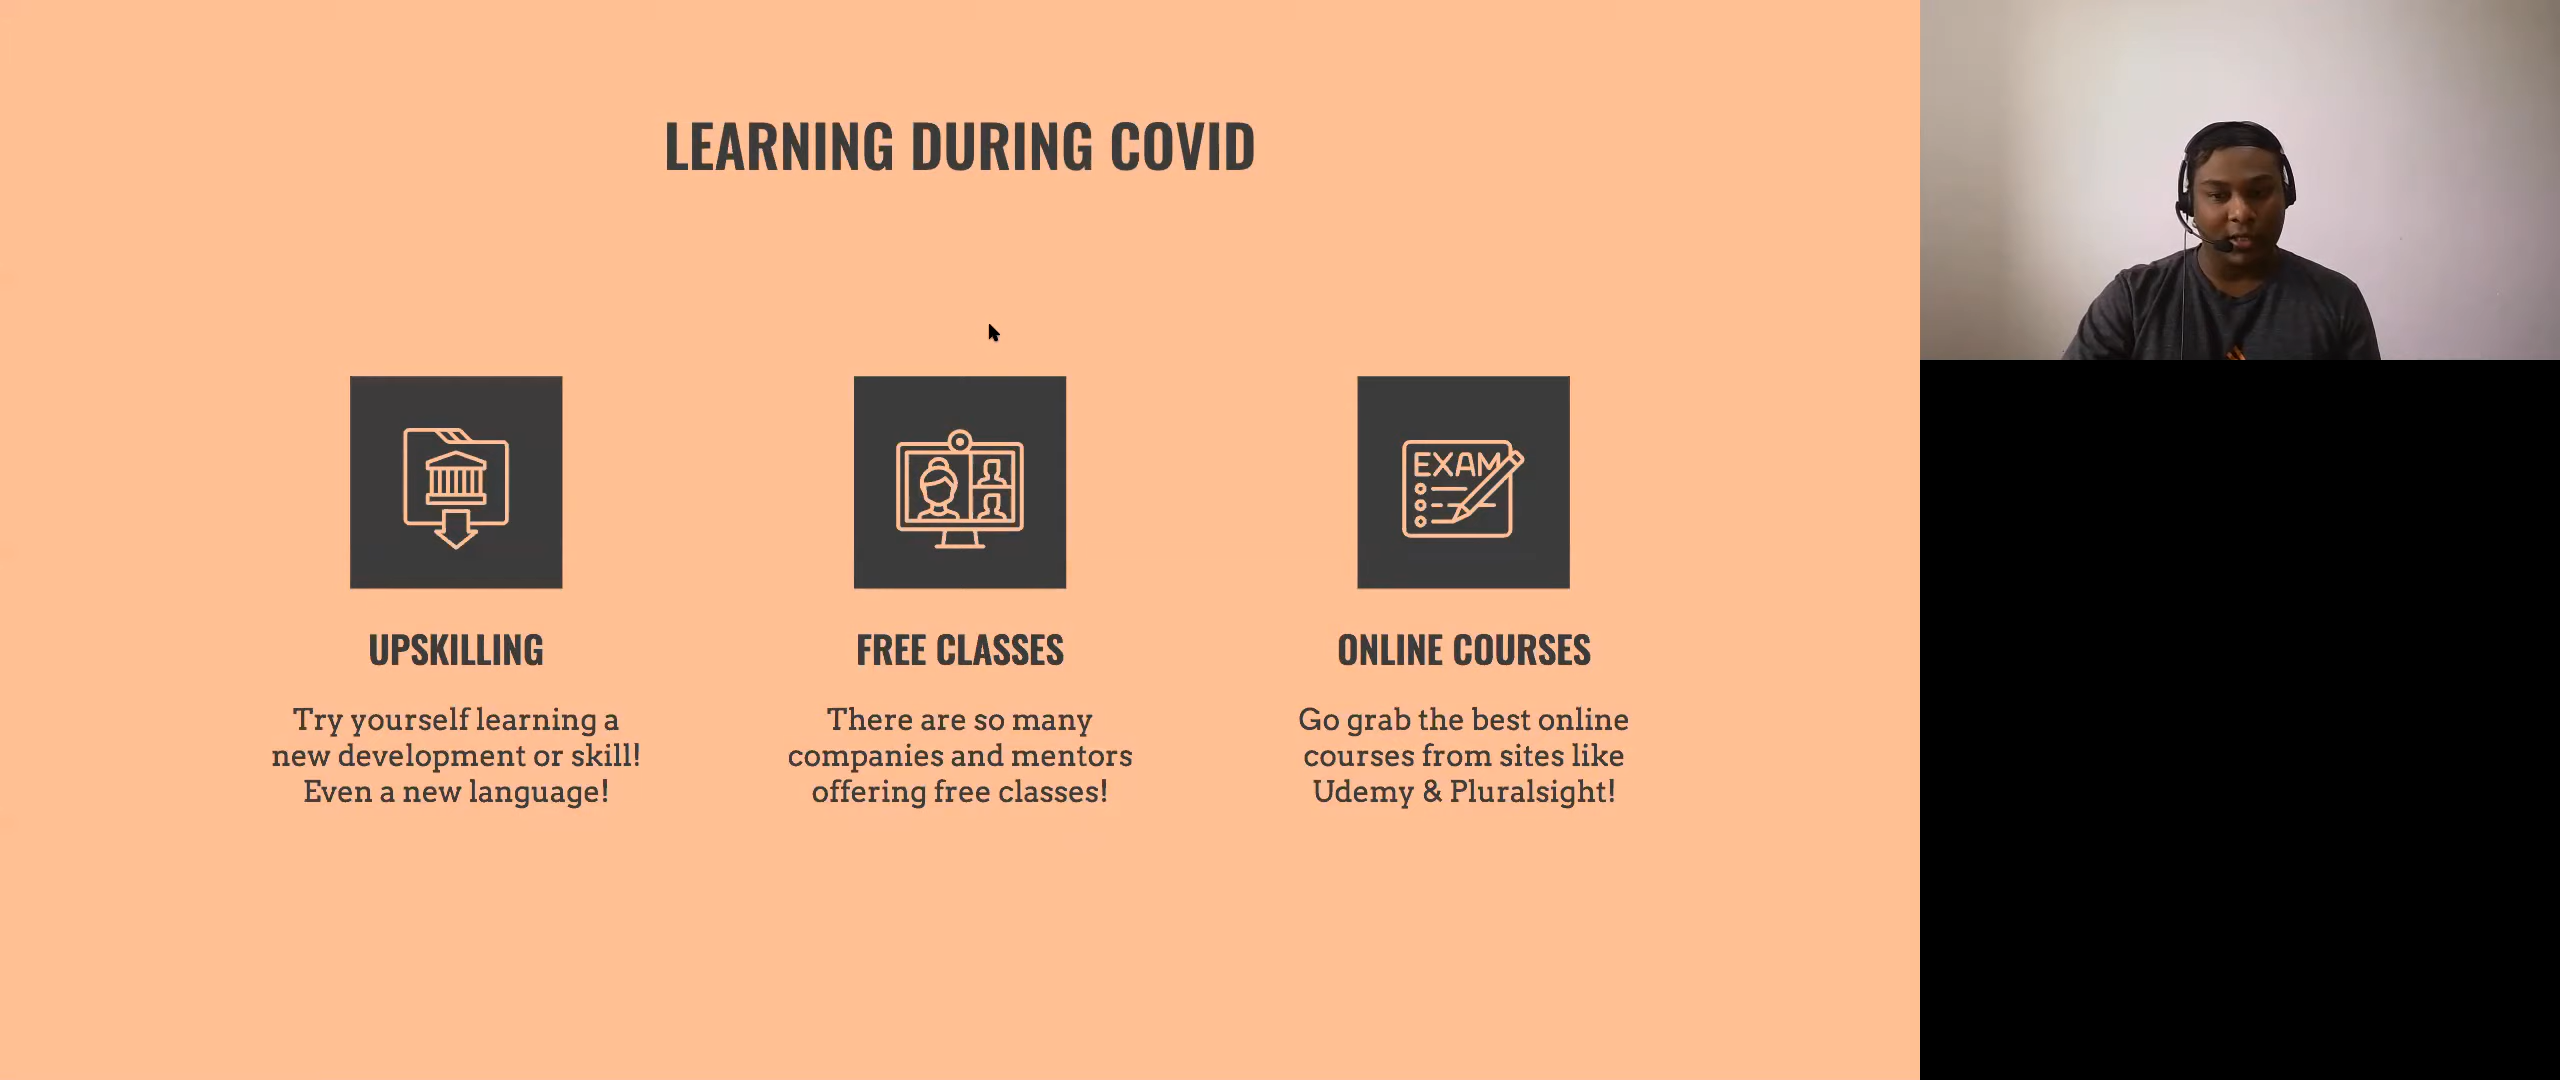 LEARNING DURING COVID
EXAM
UPSKILLING
Try yourself learning a
new development or skill!
Even a new language!
FREE CLASSES
There are so many
companies and mentors
offering free classes!
ONLINE COURSES
Go grab the best online
courses from sites like
Udemy & Pluralsight!